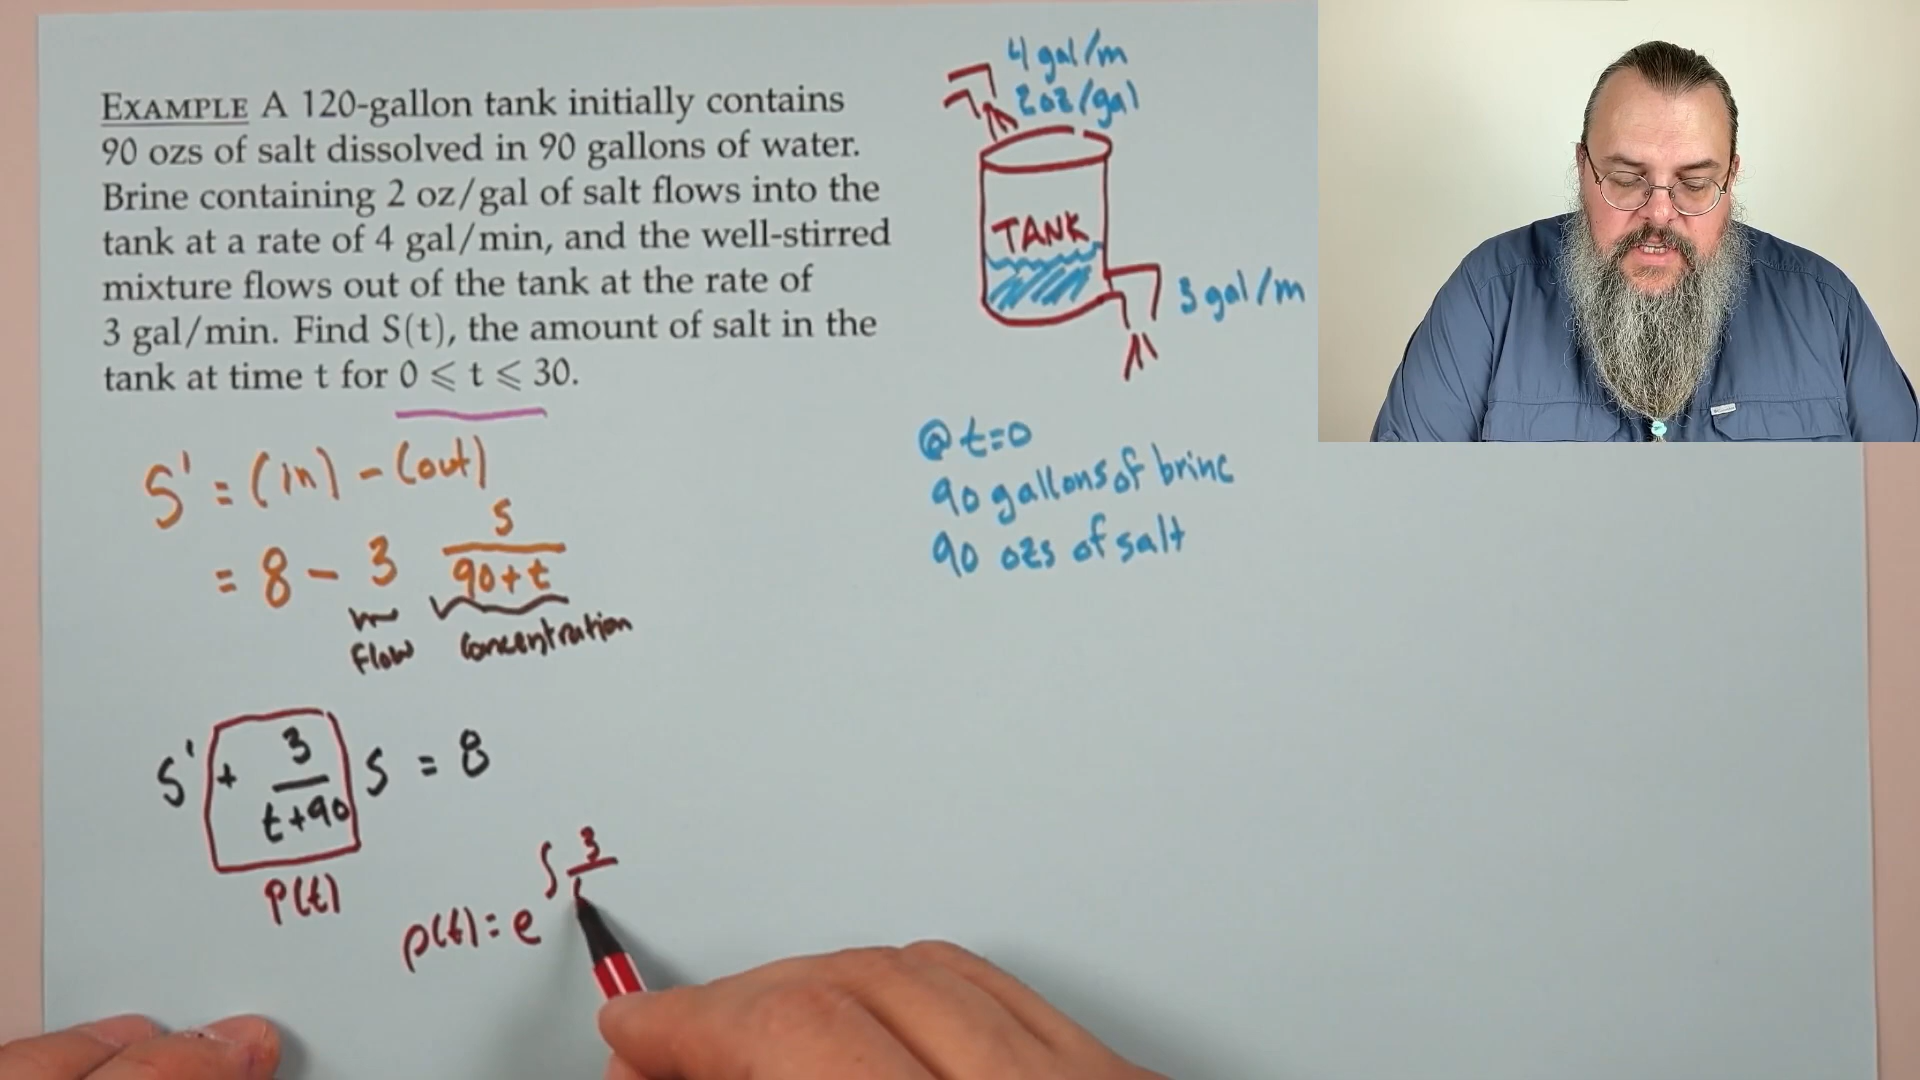 EXAMPLE A 120-gallon tank initially contains
90 ozs of salt dissolved in 90 gallons of water.
Brine containing 2 oz/gal of salt flows into the
tank at a rate of 4 gal/min, and the well-stirred
mixture flows out of the tank at the rate of
3 gal/min. Find S(t), the amount of salt in the
tank at time t for 0 ⩽ t ⩽ 30.
4 gal/m
2oz/gal
TANK
3 gal/m
@ t=0
90 gallons of brine
90 ozs of salt
S' = (in) - (out)
= 8 - 3 S/(90+t)
flow concentration
S' + 3/(t+90) S = 8
P(t)
ρ(t) = e^∫ 3/